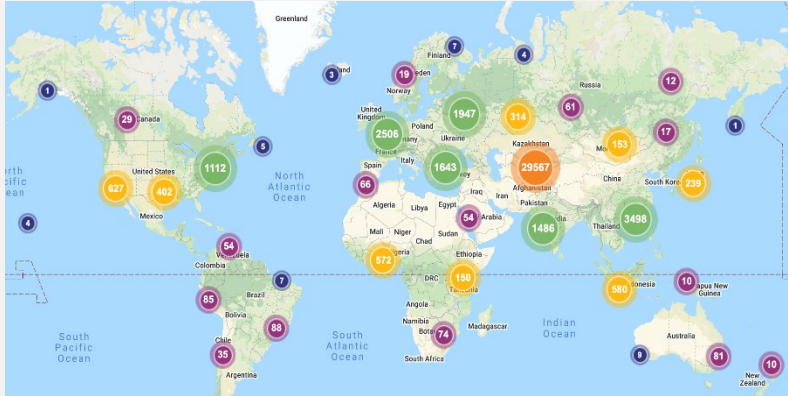 Greenland
7
Finland
4
3
19
Norway
Russia
12
1
29
Canada
61
1947
314
17
1
United
Kingdom
2506
Poland
Ukraine
Kazakhstan
153
5
1112
United States
North
Atlantic
Ocean
France
Italy
1643
29567
China
South Korea
239
627
402
Spain
66
Iraq
Iran
Afghanistan
Pakistan
Mexico
Algeria
Libya
Egypt
54
Arabia
1486
Thailand
3498
4
54
Venezuela
Colombia
Mali
Niger
Chad
Sudan
572
Ethiopia
7
DRC
150
Tanzania
580
10
Papua New
Guinea
85
Brazil
Bolivia
Angola
Namibia
Madagascar
Indian
Ocean
South
Pacific
Ocean
88
South
Atlantic
Ocean
74
Australia
Chile
35
South Africa
9
81
10
Argentina
New
Zealand